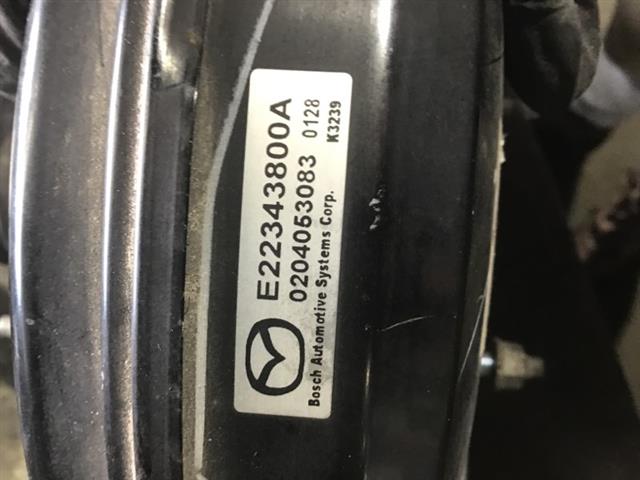 E22343800A
0204053083 0128
Bosch Automotive Systems Corp. K3239